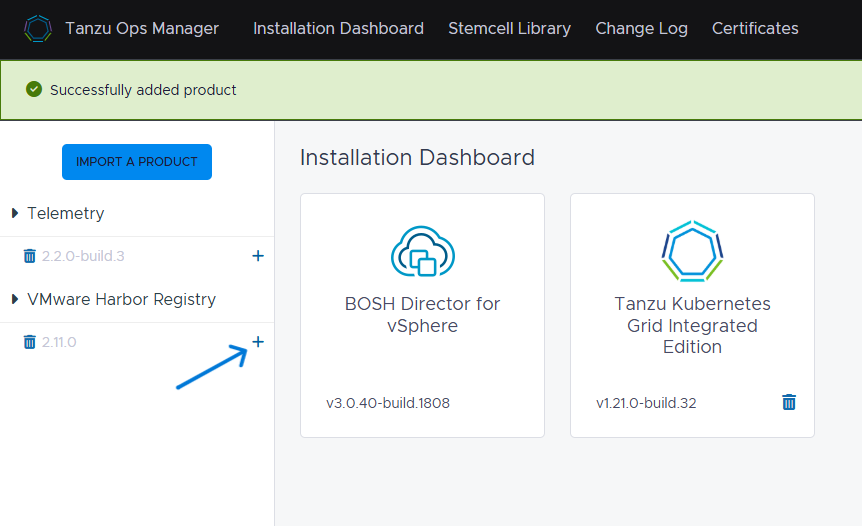 Tanzu Ops Manager Installation Dashboard Stemcell Library Change Log Certificates
Successfully added product
IMPORT A PRODUCT
Telemetry
2.2.0-build.3
VMware Harbor Registry
2.11.0
Installation Dashboard
BOSH Director for
vSphere
v3.0.40-build.1808
Tanzu Kubernetes
Grid Integrated
Edition
v1.21.0-build.32